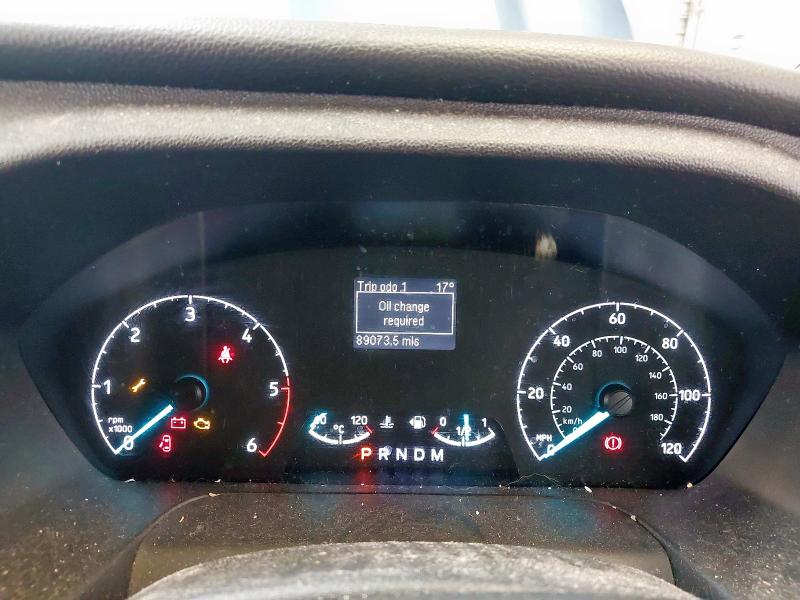 Trip odo 1 17°
Oil change
required
89073.5 mls
0 1 2 3 4 5 6
rpm
x1000
120
°C
0 1/2 1
P R N D M
0 20 40 60 80 100 120
MPH
20 40 60 80 100 120 140 160 180
km/h